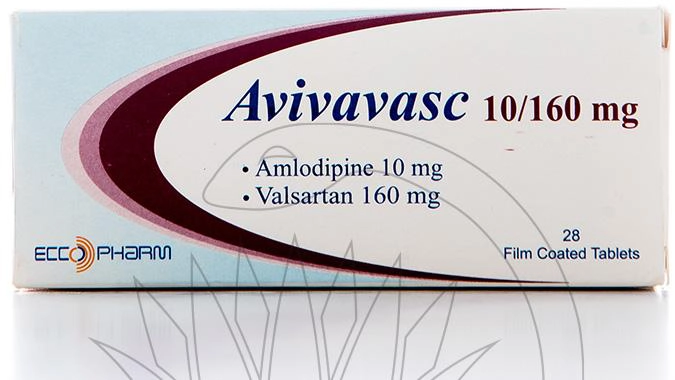 Avivavasc 10/160 mg
• Amlodipine 10 mg
• Valsartan 160 mg
28
Film Coated Tablets
ECCO PHARM